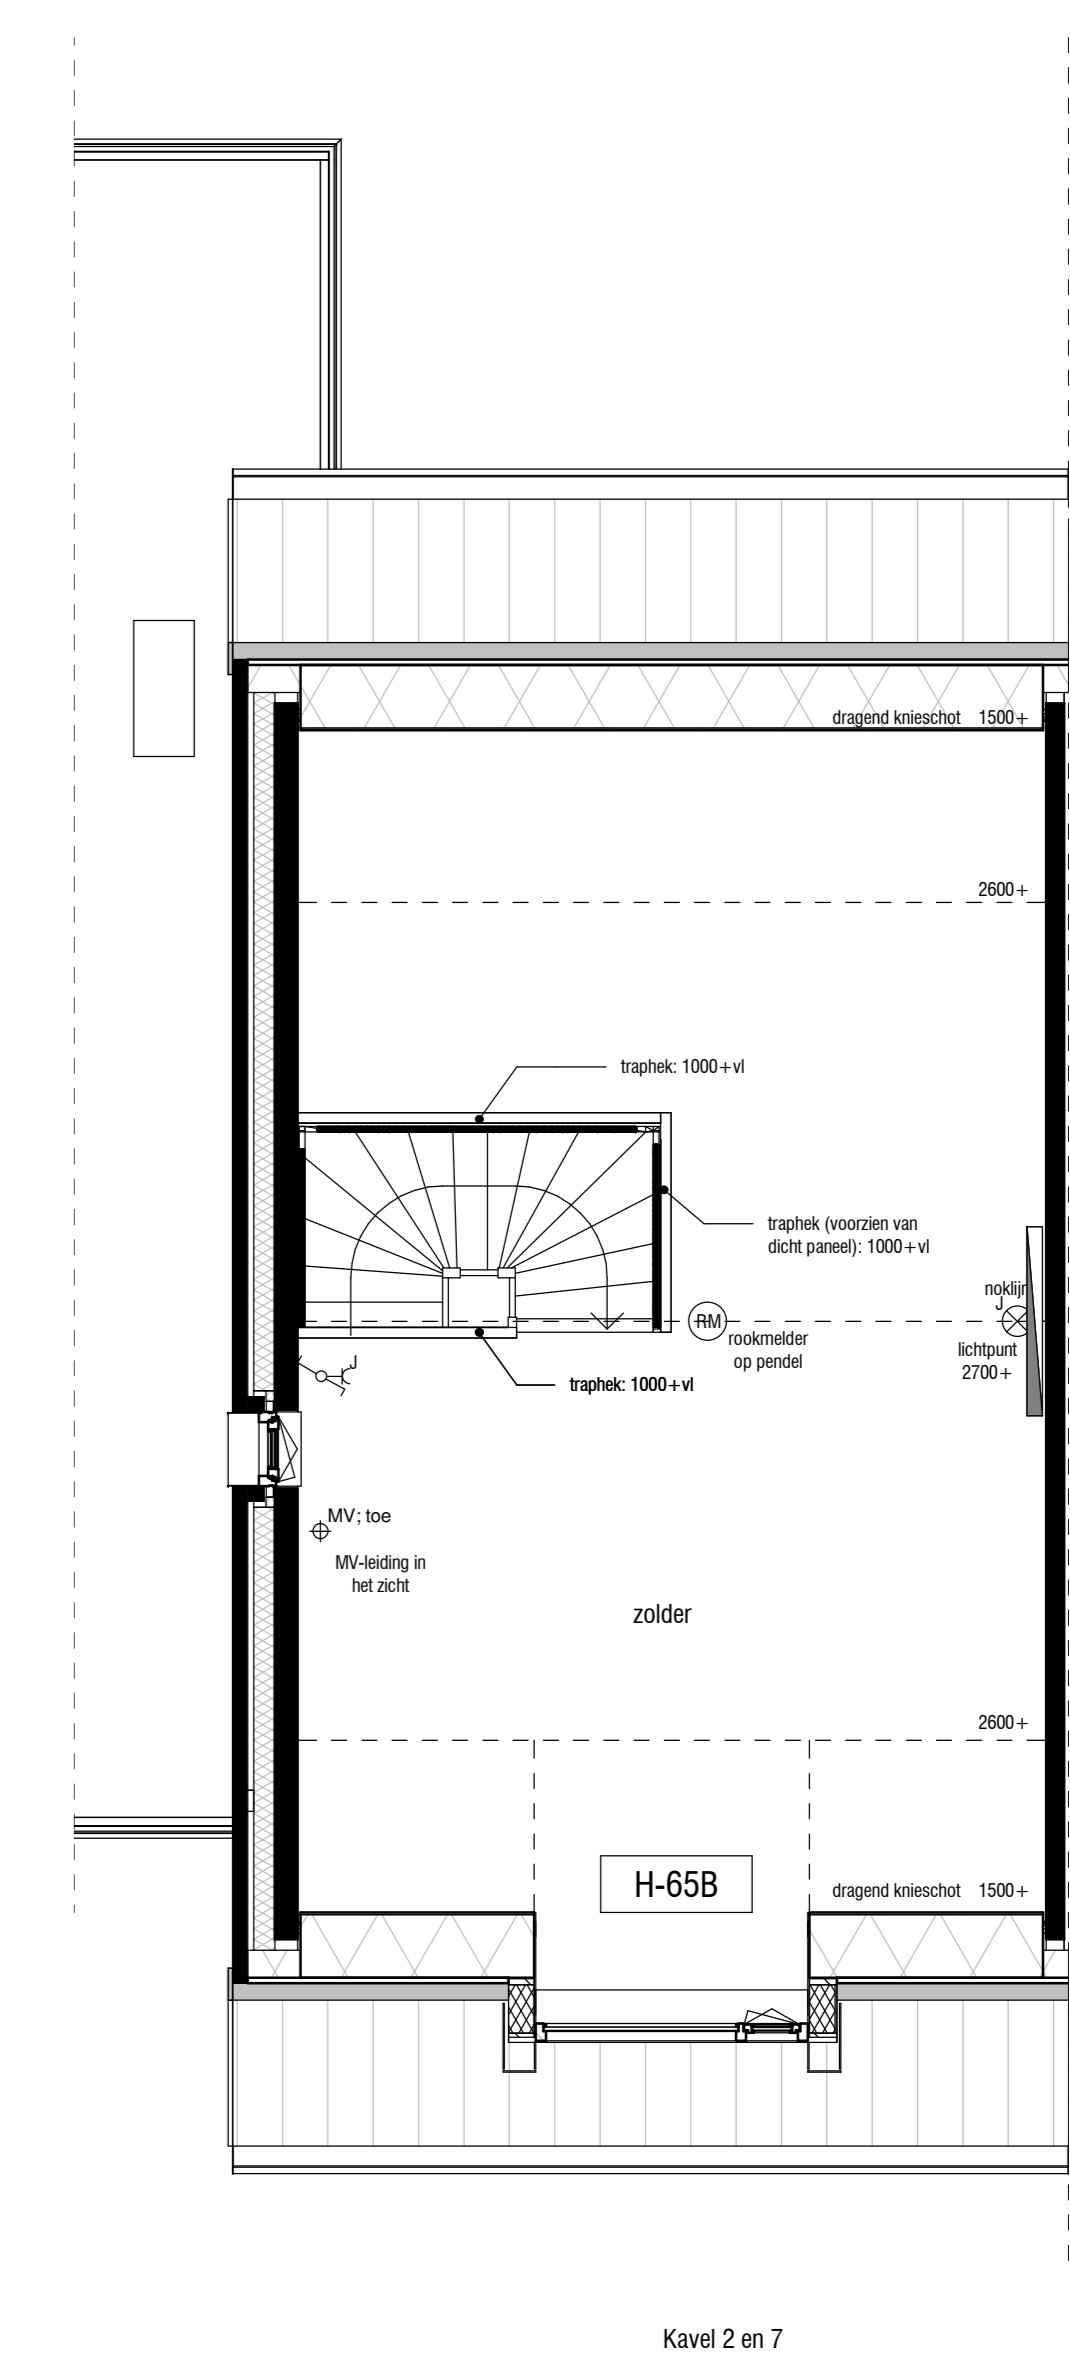 dragend knieschot 1500+
2600+
traphek: 1000+vl
traphek (voorzien van
dicht paneel): 1000+vl
noklijn
J
RM
rookmelder
op pendel
lichtpunt
2700+
J
traphek: 1000+vl
MV; toe
MV-leiding in
het zicht
zolder
2600+
H-65B
dragend knieschot 1500+
Kavel 2 en 7